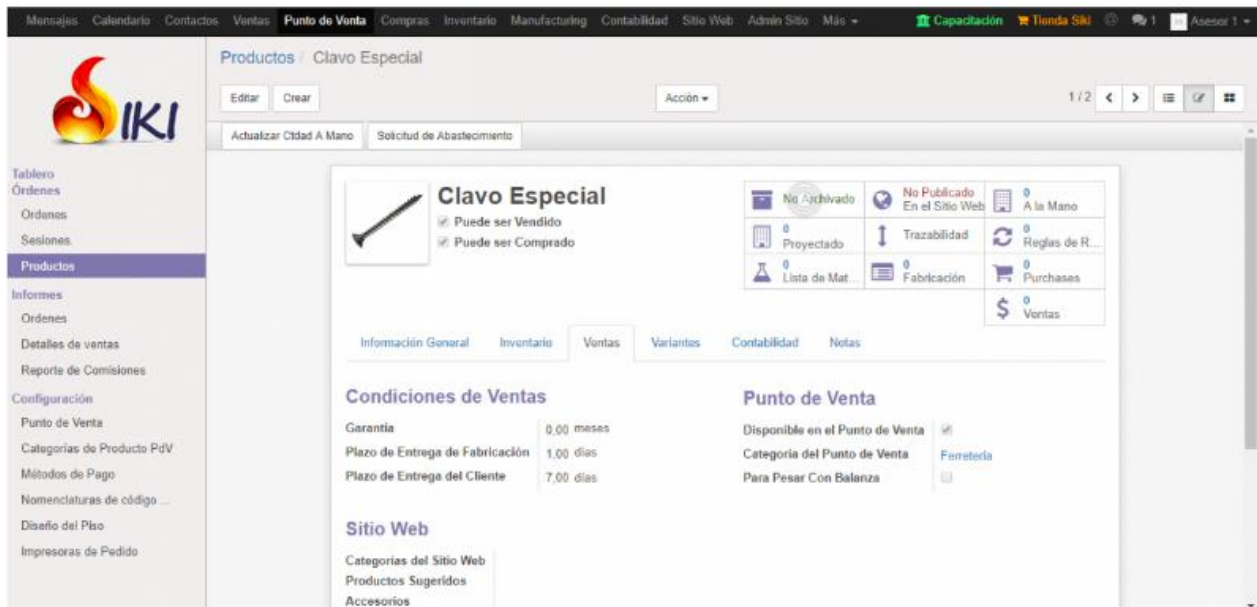 Mensajes Calendario Contactos Ventas Punto de Venta Compras Inventario Manufacturing Contabilidad Sitio Web Admin Sitio Más Capacitación Tienda Siki @ 1 Asesor 1
Productos / Clavo Especial
SIKI
Editar Crear Acción 1 / 2
Actualizar Ctdad A Mano Solicitud de Abastecimiento
Tablero
Órdenes
Ordenes
Sesiones
Productos
Informes
Ordenes
Detalles de ventas
Reporte de Comisiones
Configuración
Punto de Venta
Categorías de Producto PdV
Métodos de Pago
Nomenclaturas de código ...
Diseño del Piso
Impresoras de Pedido
Clavo Especial
Puede ser Vendido
Puede ser Comprado
No Archivado
No Publicado
En el Sitio Web
0
A la Mano
0
Proyectado
Trazabilidad
0
Reglas de R...
0
Lista de Mat...
0
Fabricación
0
Purchases
0
Ventas
Información General Inventario Ventas Variantes Contabilidad Notas
Condiciones de Ventas
Garantía 0,00 meses
Plazo de Entrega de Fabricación 1,00 días
Plazo de Entrega del Cliente 7,00 días
Punto de Venta
Disponible en el Punto de Venta
Categoría del Punto de Venta Ferretería
Para Pesar Con Balanza
Sitio Web
Categorías del Sitio Web
Productos Sugeridos
Accesorios